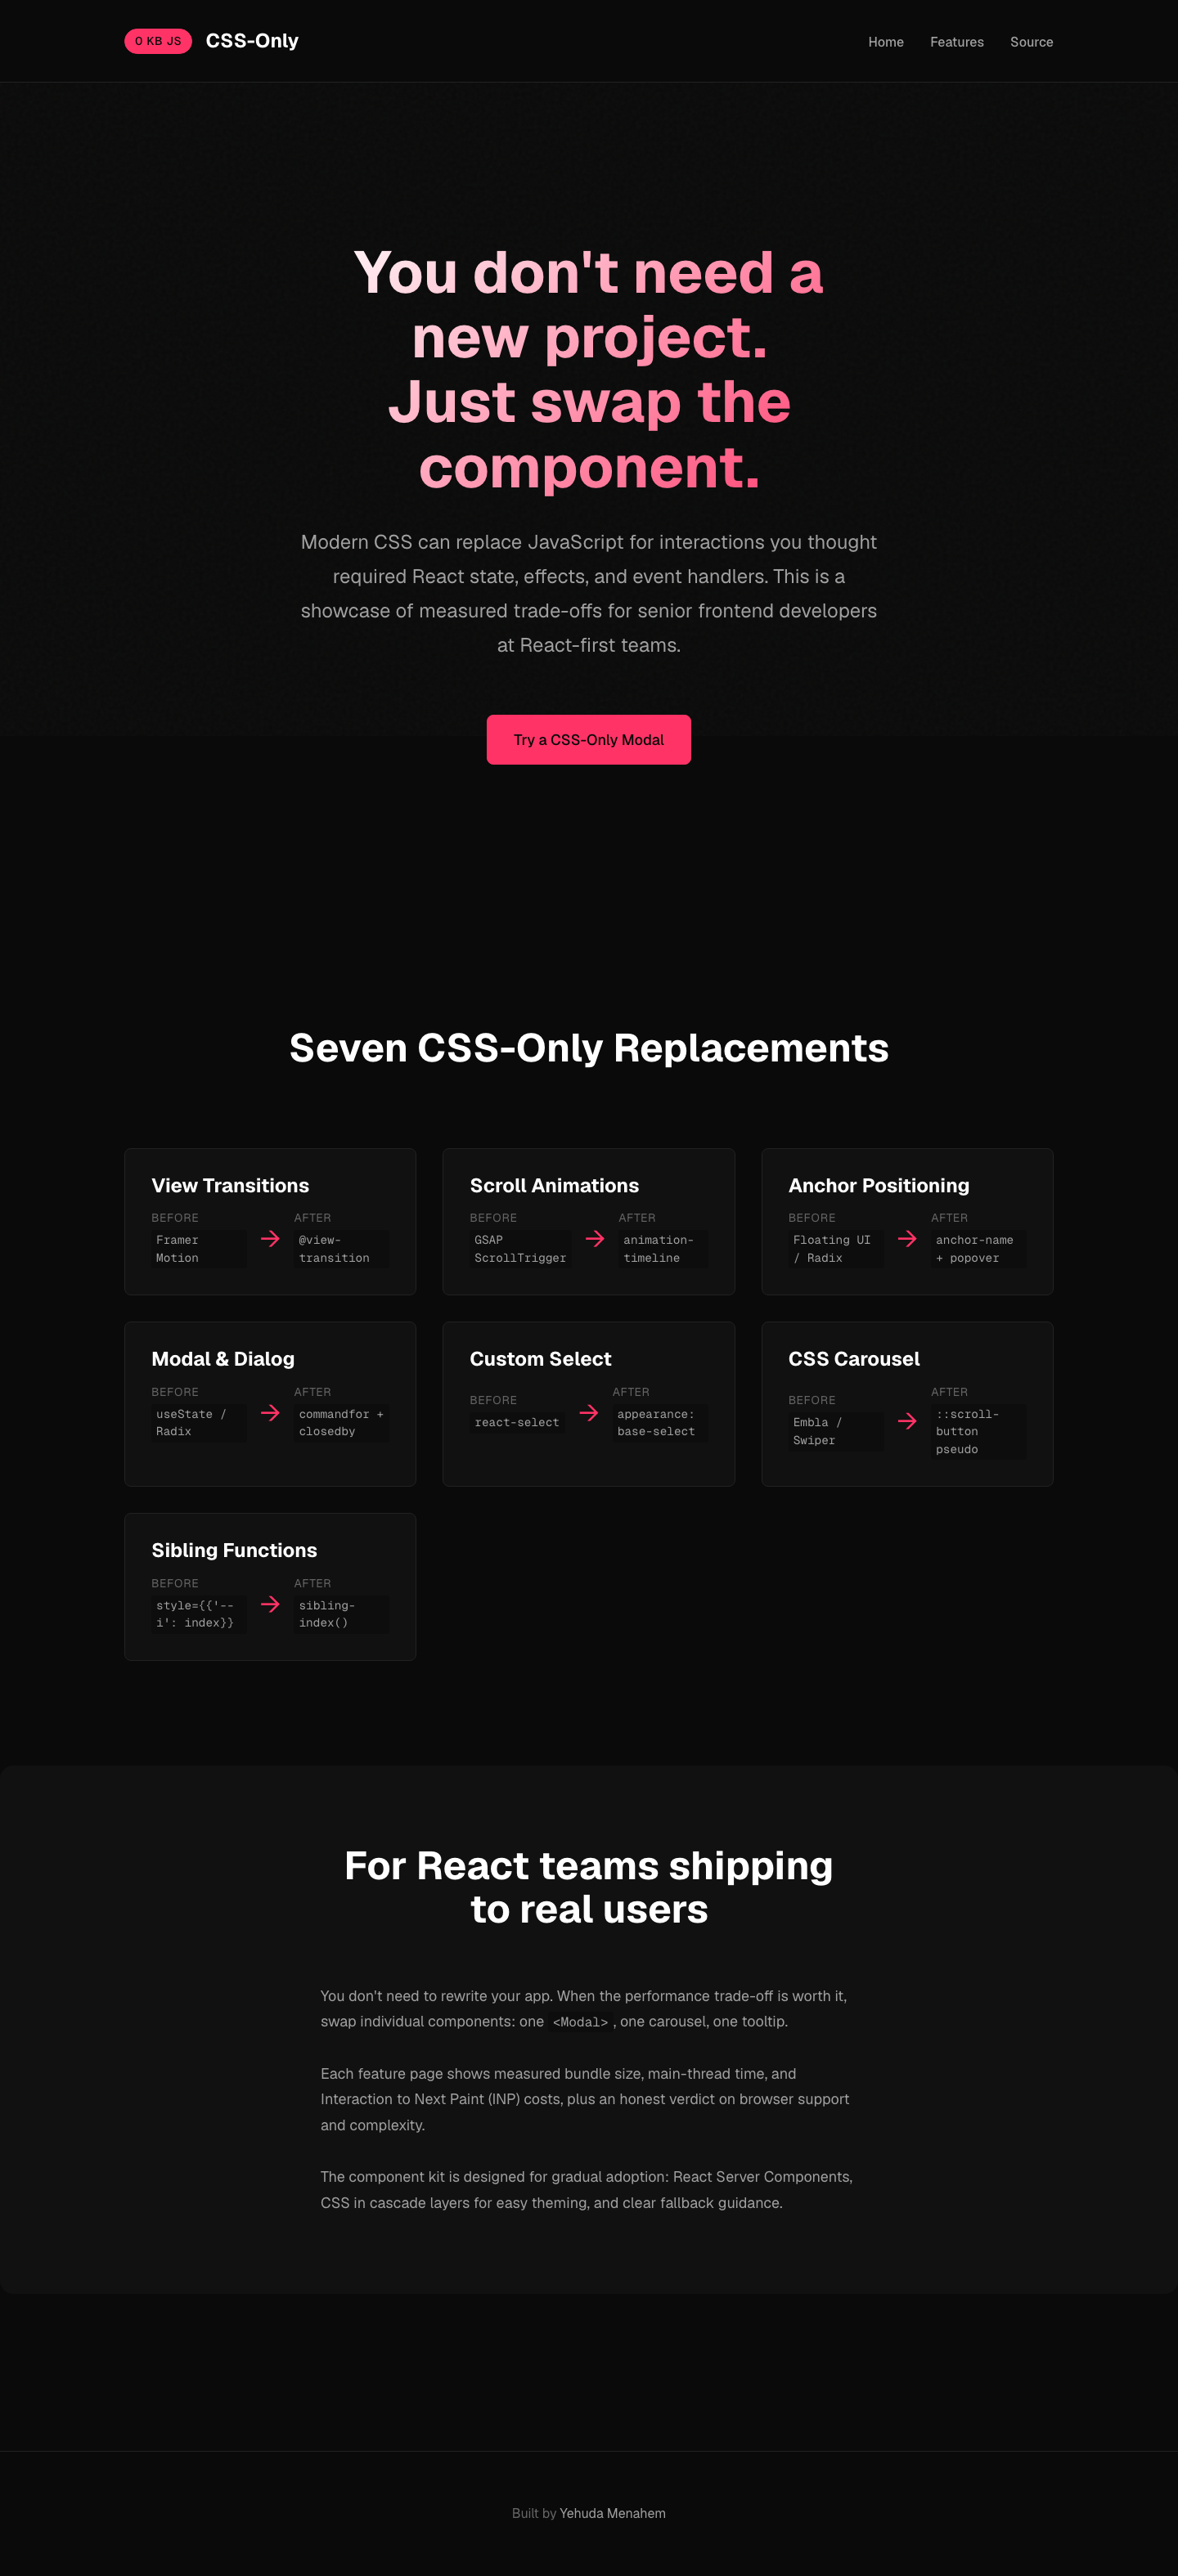 0 KB JS
CSS-Only
Home
Features
Source
You don't need a
new project.
Just swap the
component.
Modern CSS can replace JavaScript for interactions you thought
required React state, effects, and event handlers. This is a
showcase of measured trade-offs for senior frontend developers
at React-first teams.
Try a CSS-Only Modal
Seven CSS-Only Replacements
View Transitions
BEFORE
Framer
Motion
→
AFTER
@view-
transition
Scroll Animations
BEFORE
GSAP
ScrollTrigger
→
AFTER
animation-
timeline
Anchor Positioning
BEFORE
Floating UI
/ Radix
→
AFTER
anchor-name
+ popover
Modal & Dialog
BEFORE
useState /
Radix
→
AFTER
commandfor +
closedby
Custom Select
BEFORE
react-select
→
AFTER
appearance:
base-select
CSS Carousel
BEFORE
Embla /
Swiper
→
AFTER
::scroll-
button
pseudo
Sibling Functions
BEFORE
style={{'--
i': index}}
→
AFTER
sibling-
index()
For React teams shipping
to real users
You don't need to rewrite your app. When the performance trade-off is worth it,
swap individual components: one <Modal> , one carousel, one tooltip.
Each feature page shows measured bundle size, main-thread time, and
Interaction to Next Paint (INP) costs, plus an honest verdict on browser support
and complexity.
The component kit is designed for gradual adoption: React Server Components,
CSS in cascade layers for easy theming, and clear fallback guidance.
Built by Yehuda Menahem